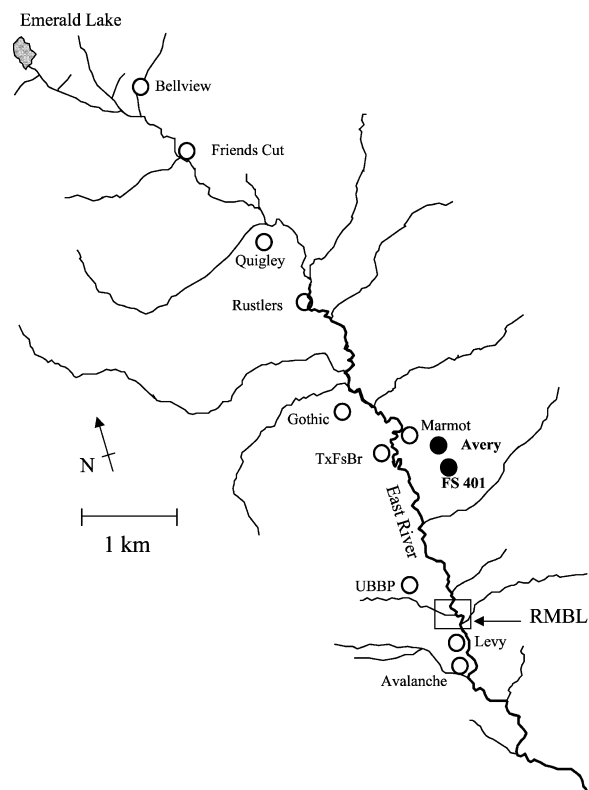 Emerald Lake
Bellview
Friends Cut
Quigley
Rustlers
Gothic
Marmot
Avery
TxFsBr
FS 401
N
East River
1 km
UBBP
RMBL
Levy
Avalanche